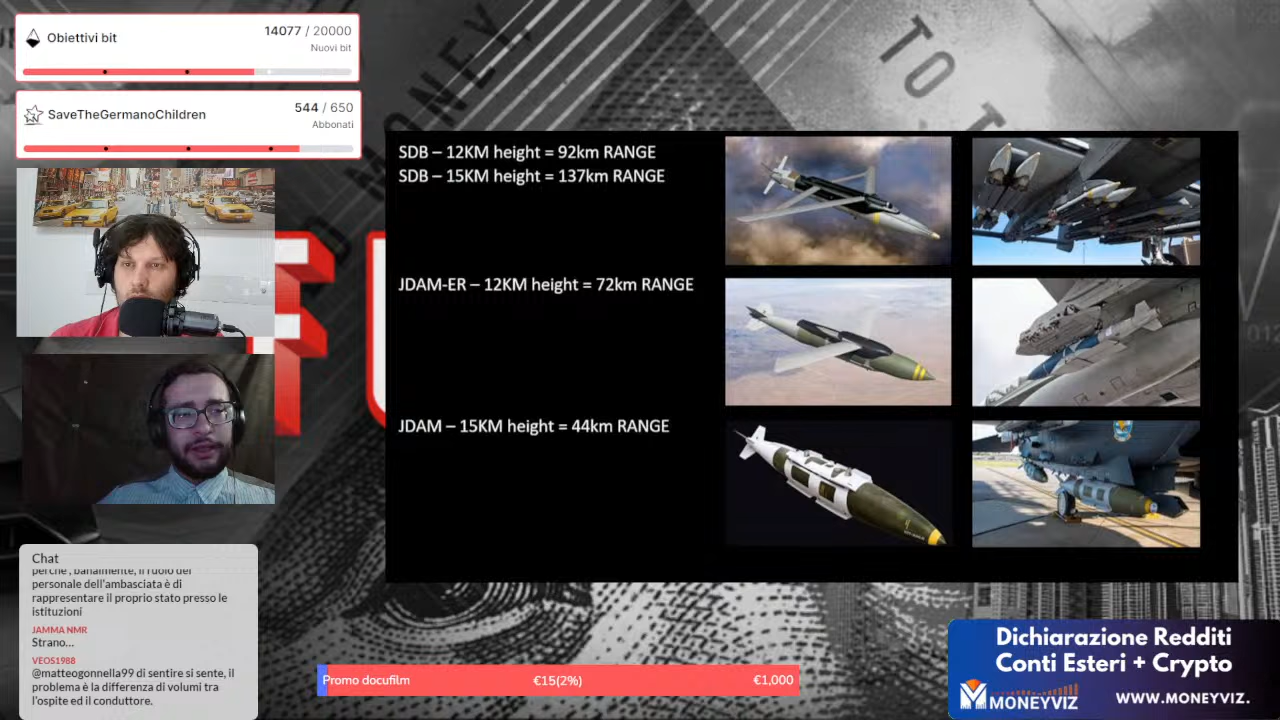 Obiettivi bit
14077 / 20000
Nuovi bit
SaveTheGermanoChildren
544 / 650
Abbonati
MONEY,
TO T
FU
SDB – 12KM height = 92km RANGE
SDB – 15KM height = 137km RANGE
JDAM-ER – 12KM height = 72km RANGE
JDAM – 15KM height = 44km RANGE
Chat
perché , banalmente, il ruolo del
personale dell'ambasciata è di
rappresentare il proprio stato presso le
istituzioni
JAMMA NMR
Strano...
VEOS1988
@matteogonnella99 di sentire si sente, il
problema è la differenza di volumi tra
l'ospite ed il conduttore.
Promo docufilm
€15(2%)
€1,000
Dichiarazione Redditi
Conti Esteri + Crypto
MONEYVIZ
WWW.MONEYVIZ.